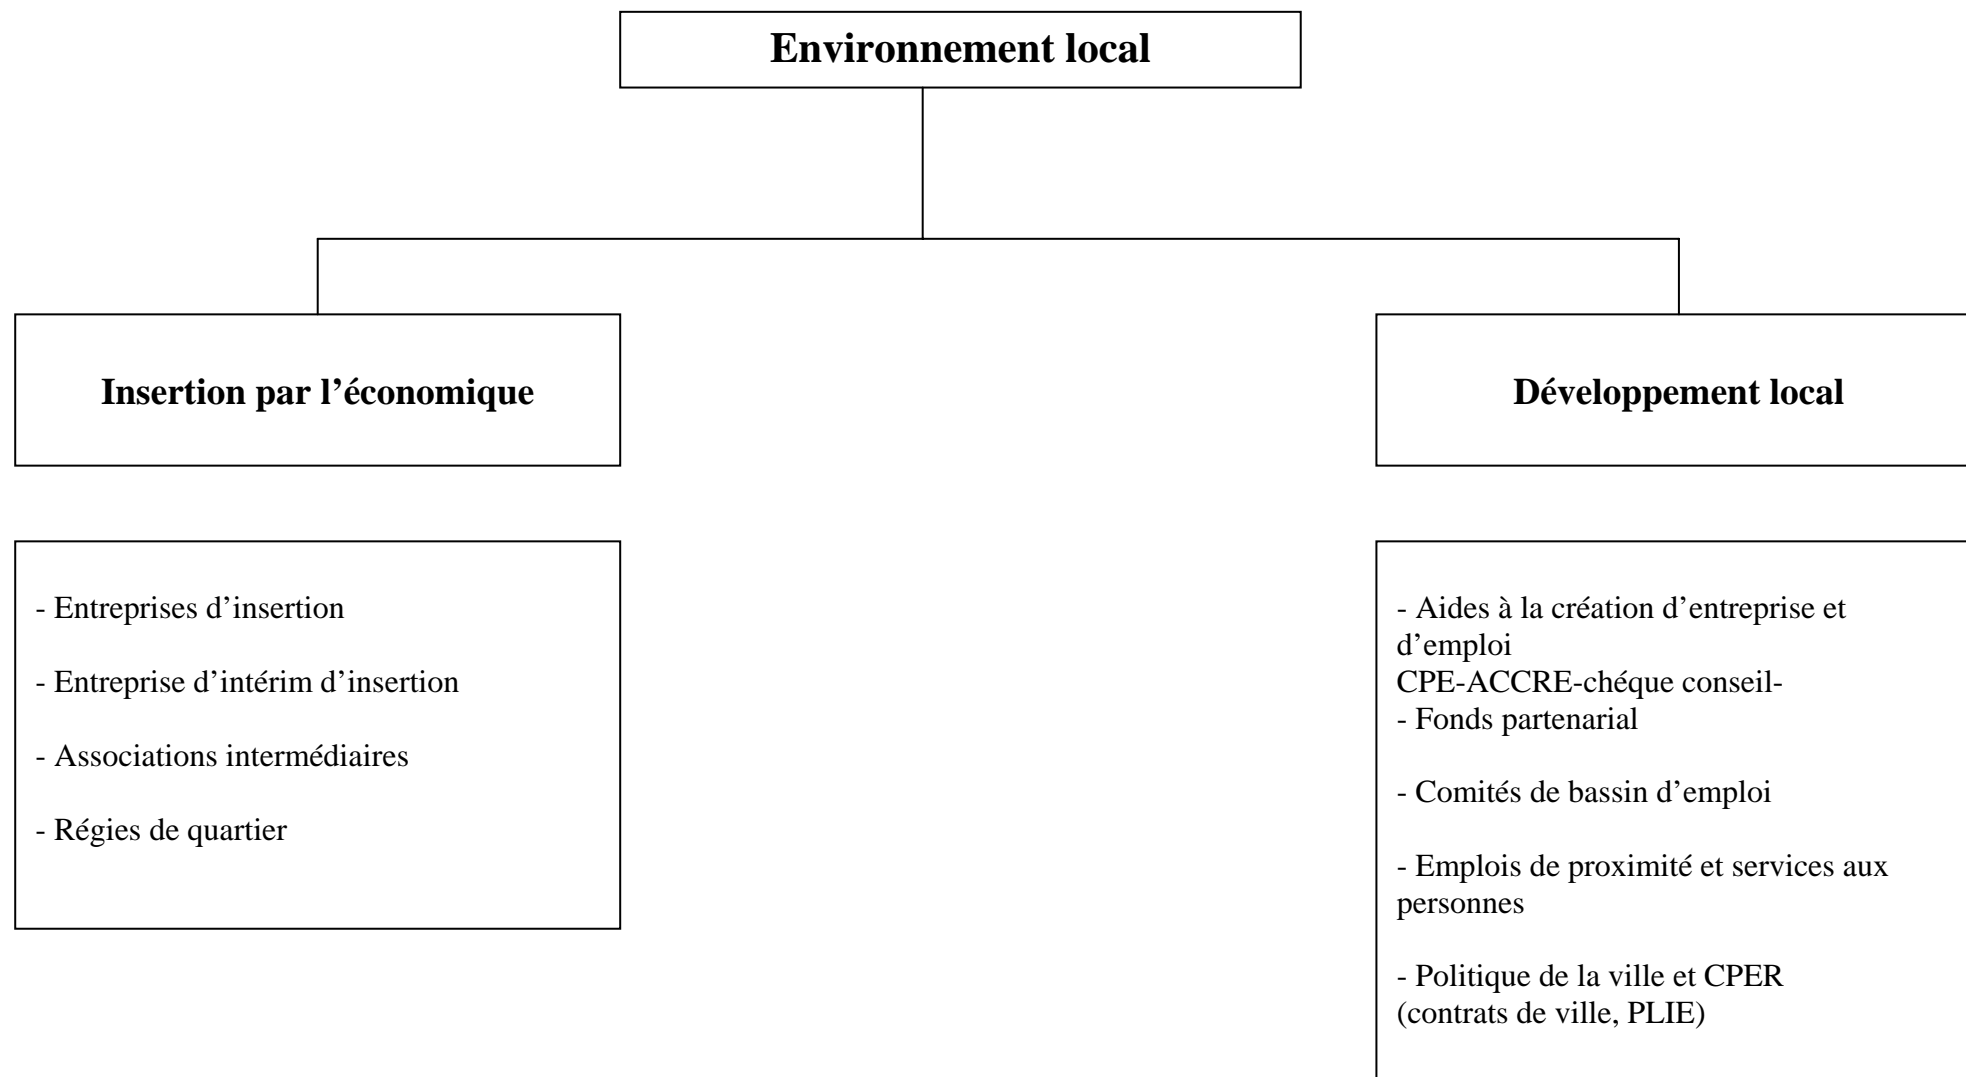 Environnement local
Insertion par l’économique
Développement local
- Entreprises d’insertion
- Entreprise d’intérim d’insertion
- Associations intermédiaires
- Régies de quartier
- Aides à la création d’entreprise et
d’emploi
CPE-ACCRE-chéque conseil-
- Fonds partenarial
- Comités de bassin d’emploi
- Emplois de proximité et services aux
personnes
- Politique de la ville et CPER
(contrats de ville, PLIE)